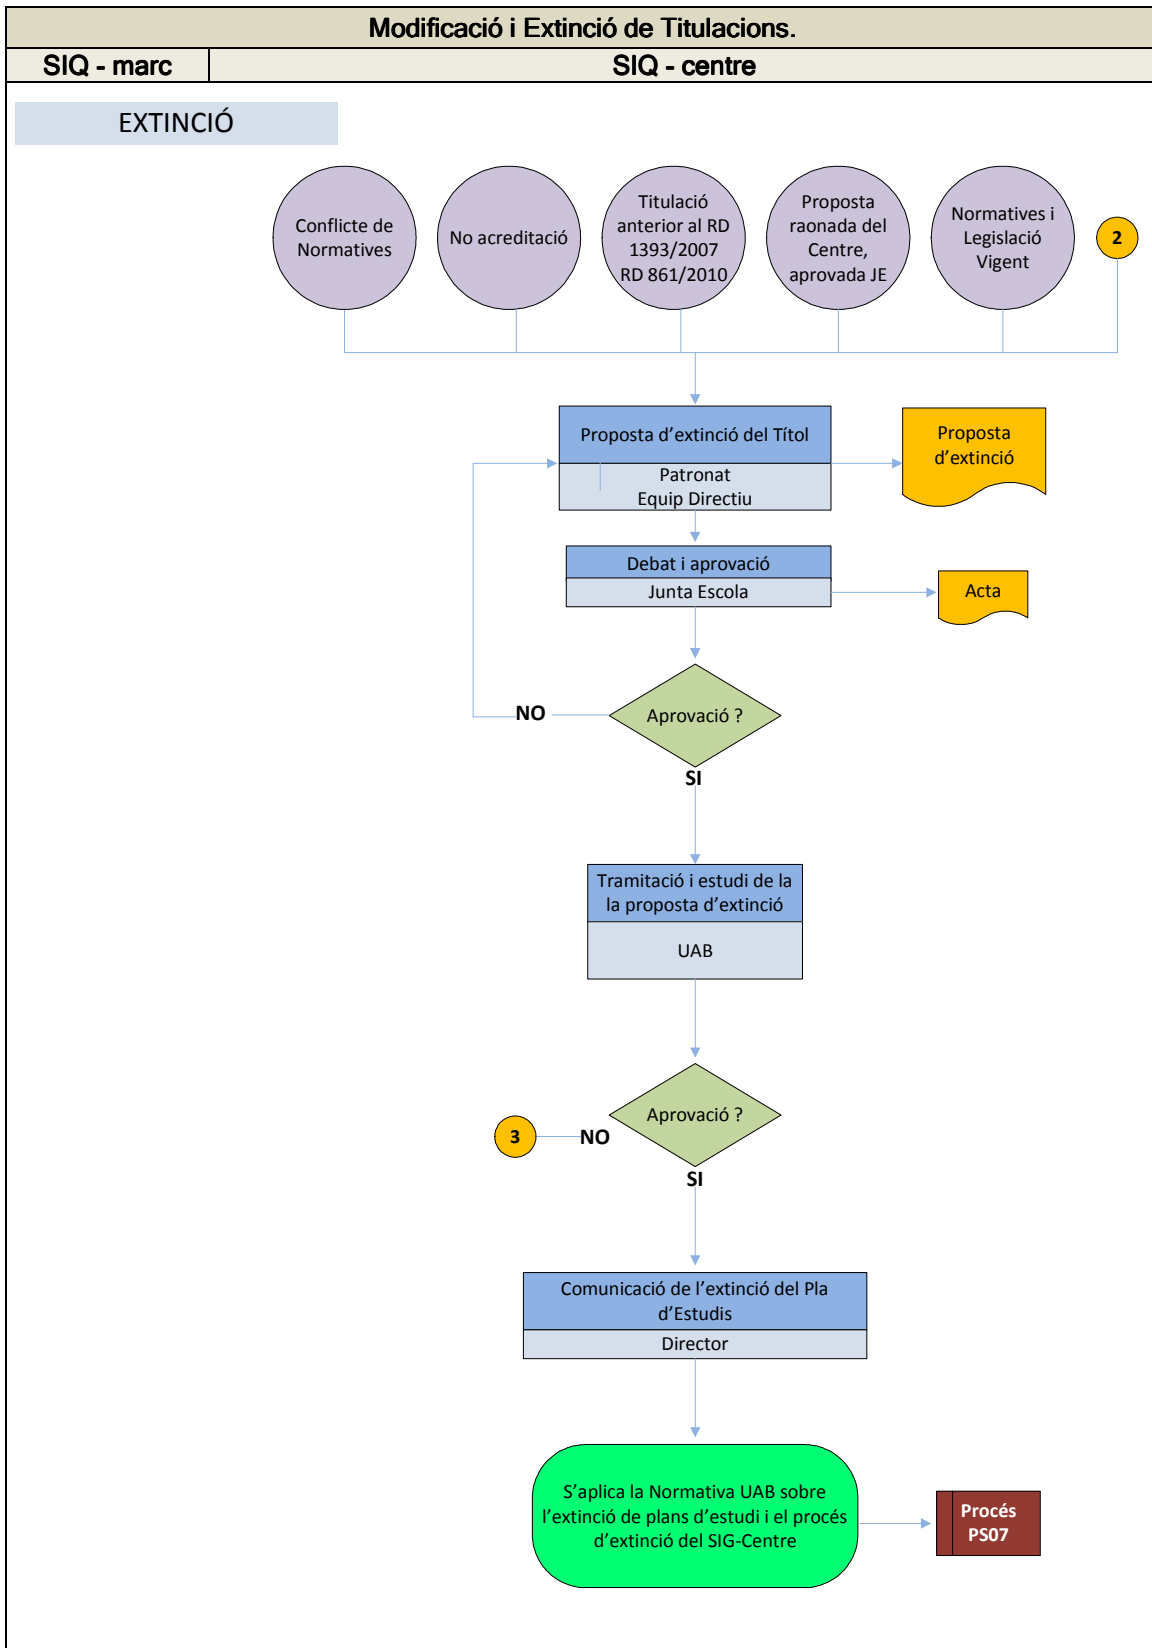 Modificació i Extinció de Titulacions.
SIQ - marc
SIQ - centre
EXTINCIÓ
Conflicte de
Normatives
No acreditació
Titulació
anterior al RD
1393/2007
RD 861/2010
Proposta
raonada del
Centre,
aprovada JE
Normatives i
Legislació
Vigent
2
Proposta d’extinció del Títol
Patronat
Equip Directiu
Proposta
d’extinció
Debat i aprovació
Junta Escola
Acta
Aprovació ?
NO
SI
Tramitació i estudi de la
la proposta d’extinció
UAB
Aprovació ?
3
NO
SI
Comunicació de l’extinció del Pla
d’Estudis
Director
S’aplica la Normativa UAB sobre
l’extinció de plans d’estudi i el procés
d’extinció del SIG-Centre
Procés
PS07